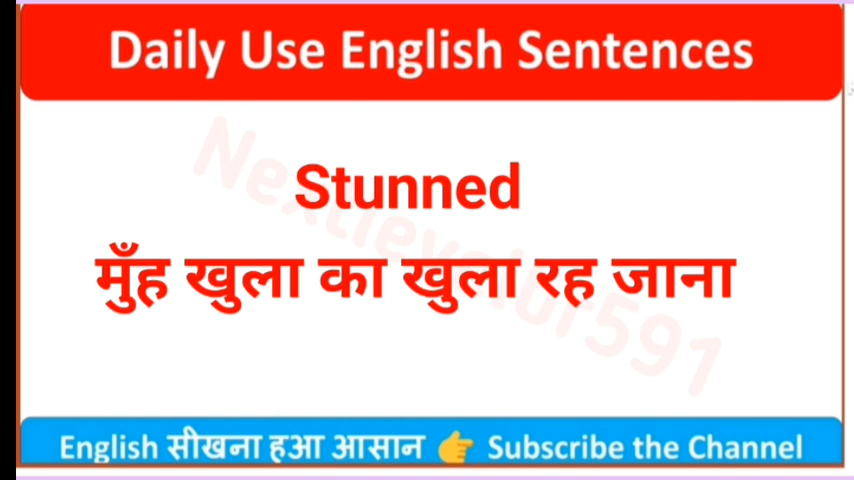 Daily Use English Sentences
Stunned
मुँह खुला का खुला रह जाना
English सीखना हआ आसान 👉 Subscribe the Channel